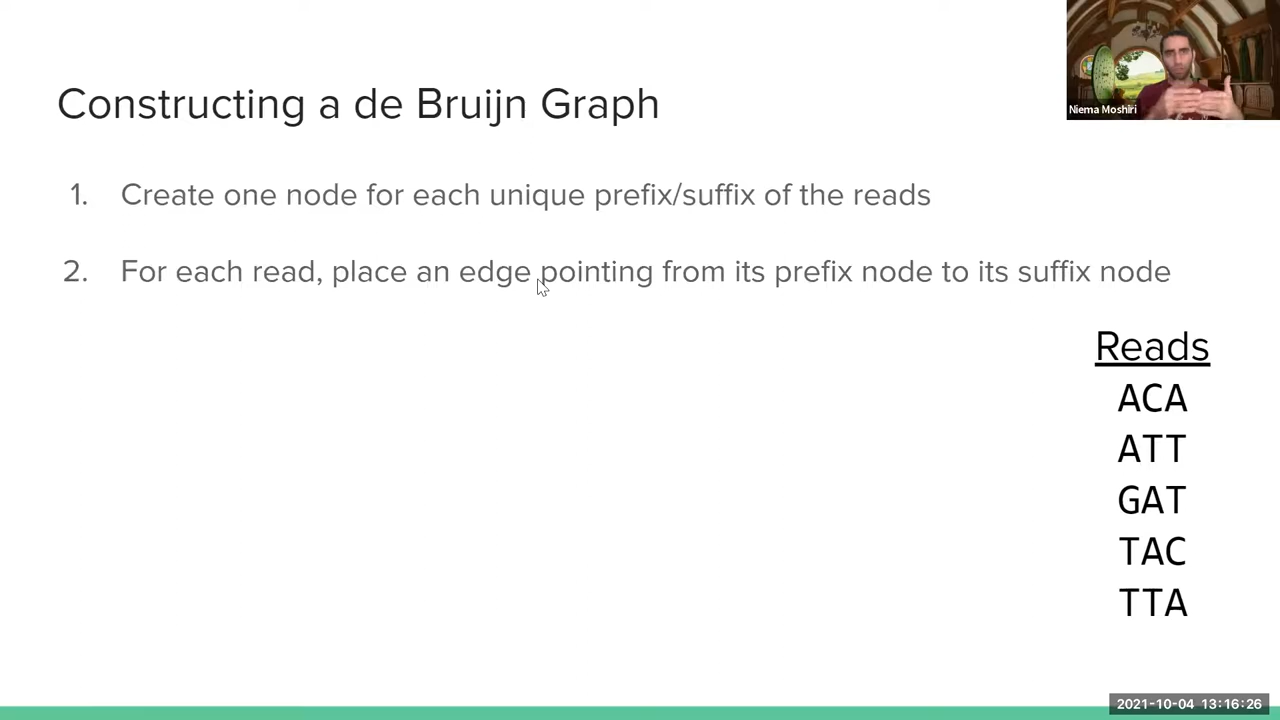 Niema Moshiri
Constructing a de Bruijn Graph
1. Create one node for each unique prefix/suffix of the reads
2. For each read, place an edge pointing from its prefix node to its suffix node
Reads
ACA
ATT
GAT
TAC
TTA
2021-10-04 13:16:26